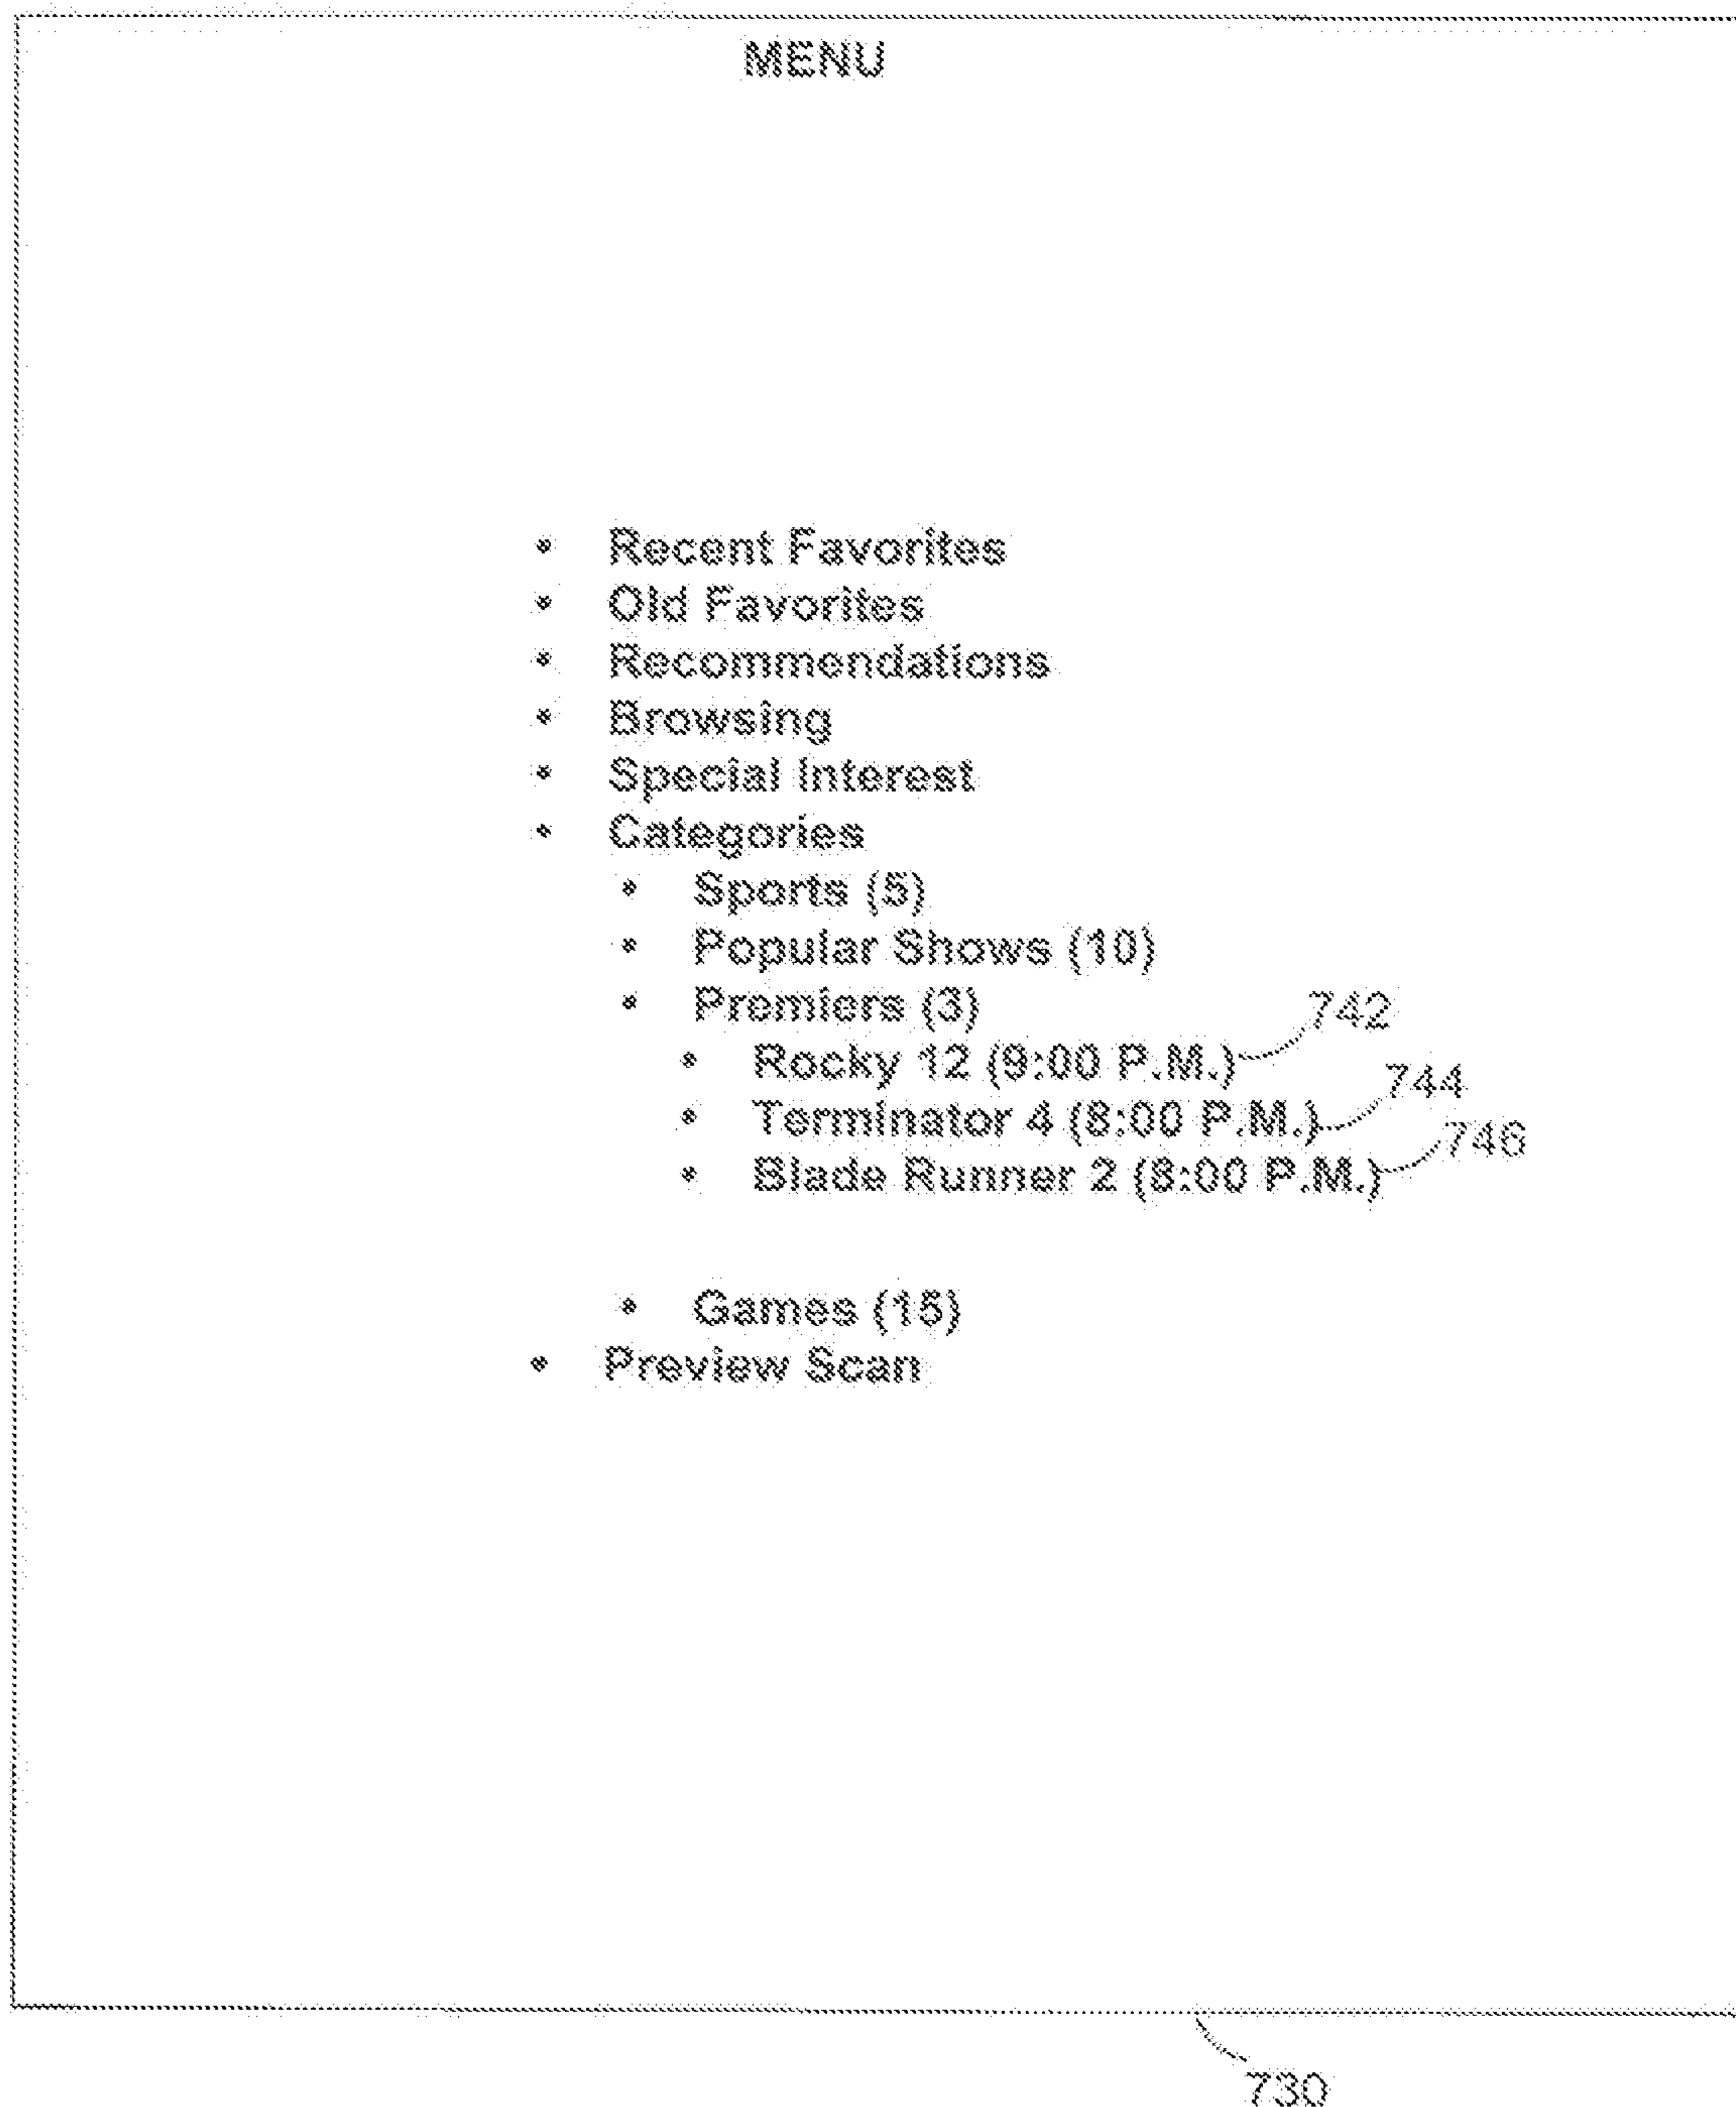 MENU
• Recent Favorites
• Old Favorites
• Recommendations
• Browsing
• Special Interest
• Categories
• Sports (5)
• Popular Shows (10)
• Premiers (3)
742
• Rocky 12 (9:00 P.M.)
744
• Terminator 4 (8:00 P.M.)
746
• Blade Runner 2 (8:00 P.M.)
• Games (15)
• Preview Scan
730